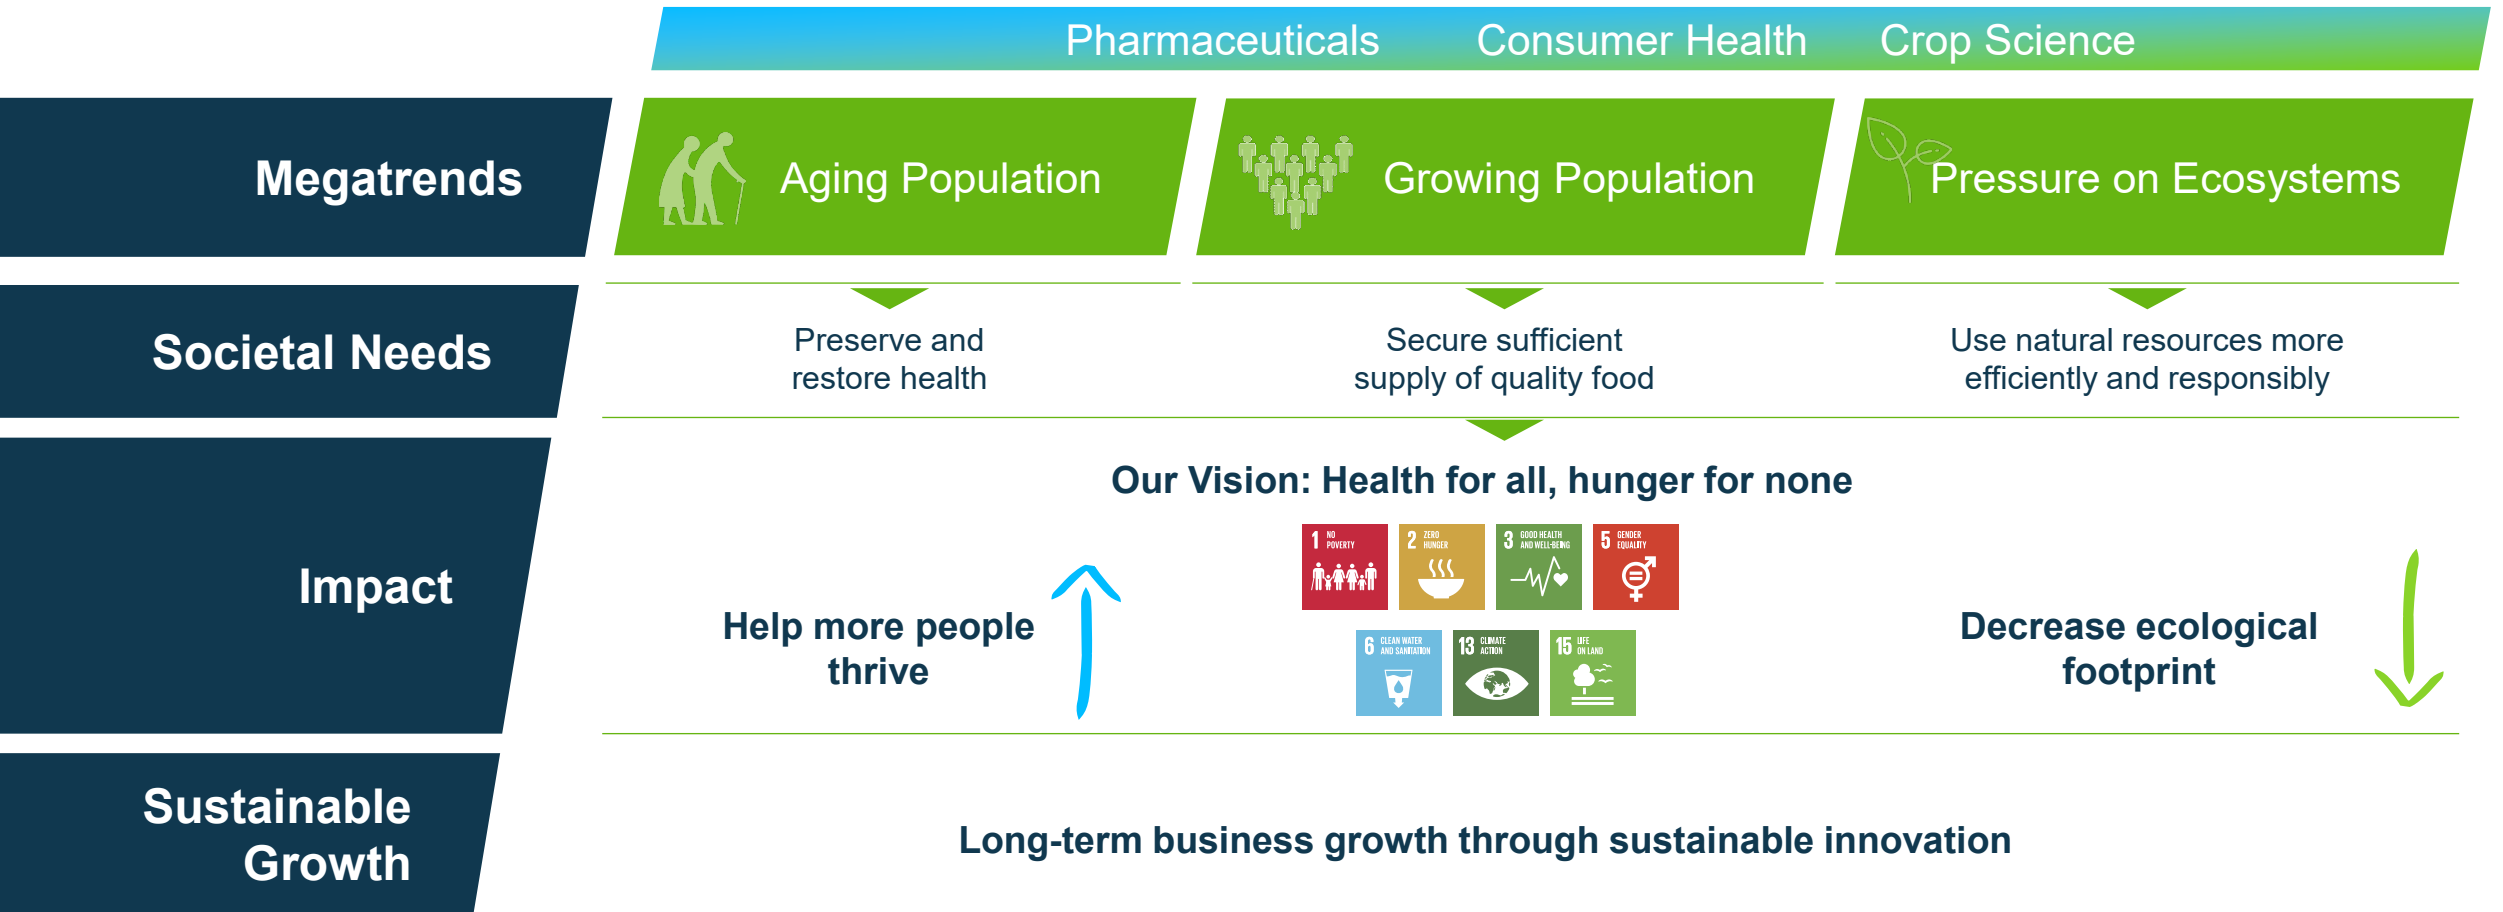 Pharmaceuticals Consumer Health Crop Science
Megatrends
Aging Population
Growing Population
Pressure on Ecosystems
Societal Needs
Preserve and
restore health
Secure sufficient
supply of quality food
Use natural resources more
efficiently and responsibly
Impact
Our Vision: Health for all, hunger for none
Help more people
thrive
1 NO
POVERTY
2 ZERO
HUNGER
3 GOOD HEALTH
AND WELL-BEING
5 GENDER
EQUALITY
6 CLEAN WATER
AND SANITATION
13 CLIMATE
ACTION
15 LIFE
ON LAND
Decrease ecological
footprint
Sustainable
Growth
Long-term business growth through sustainable innovation